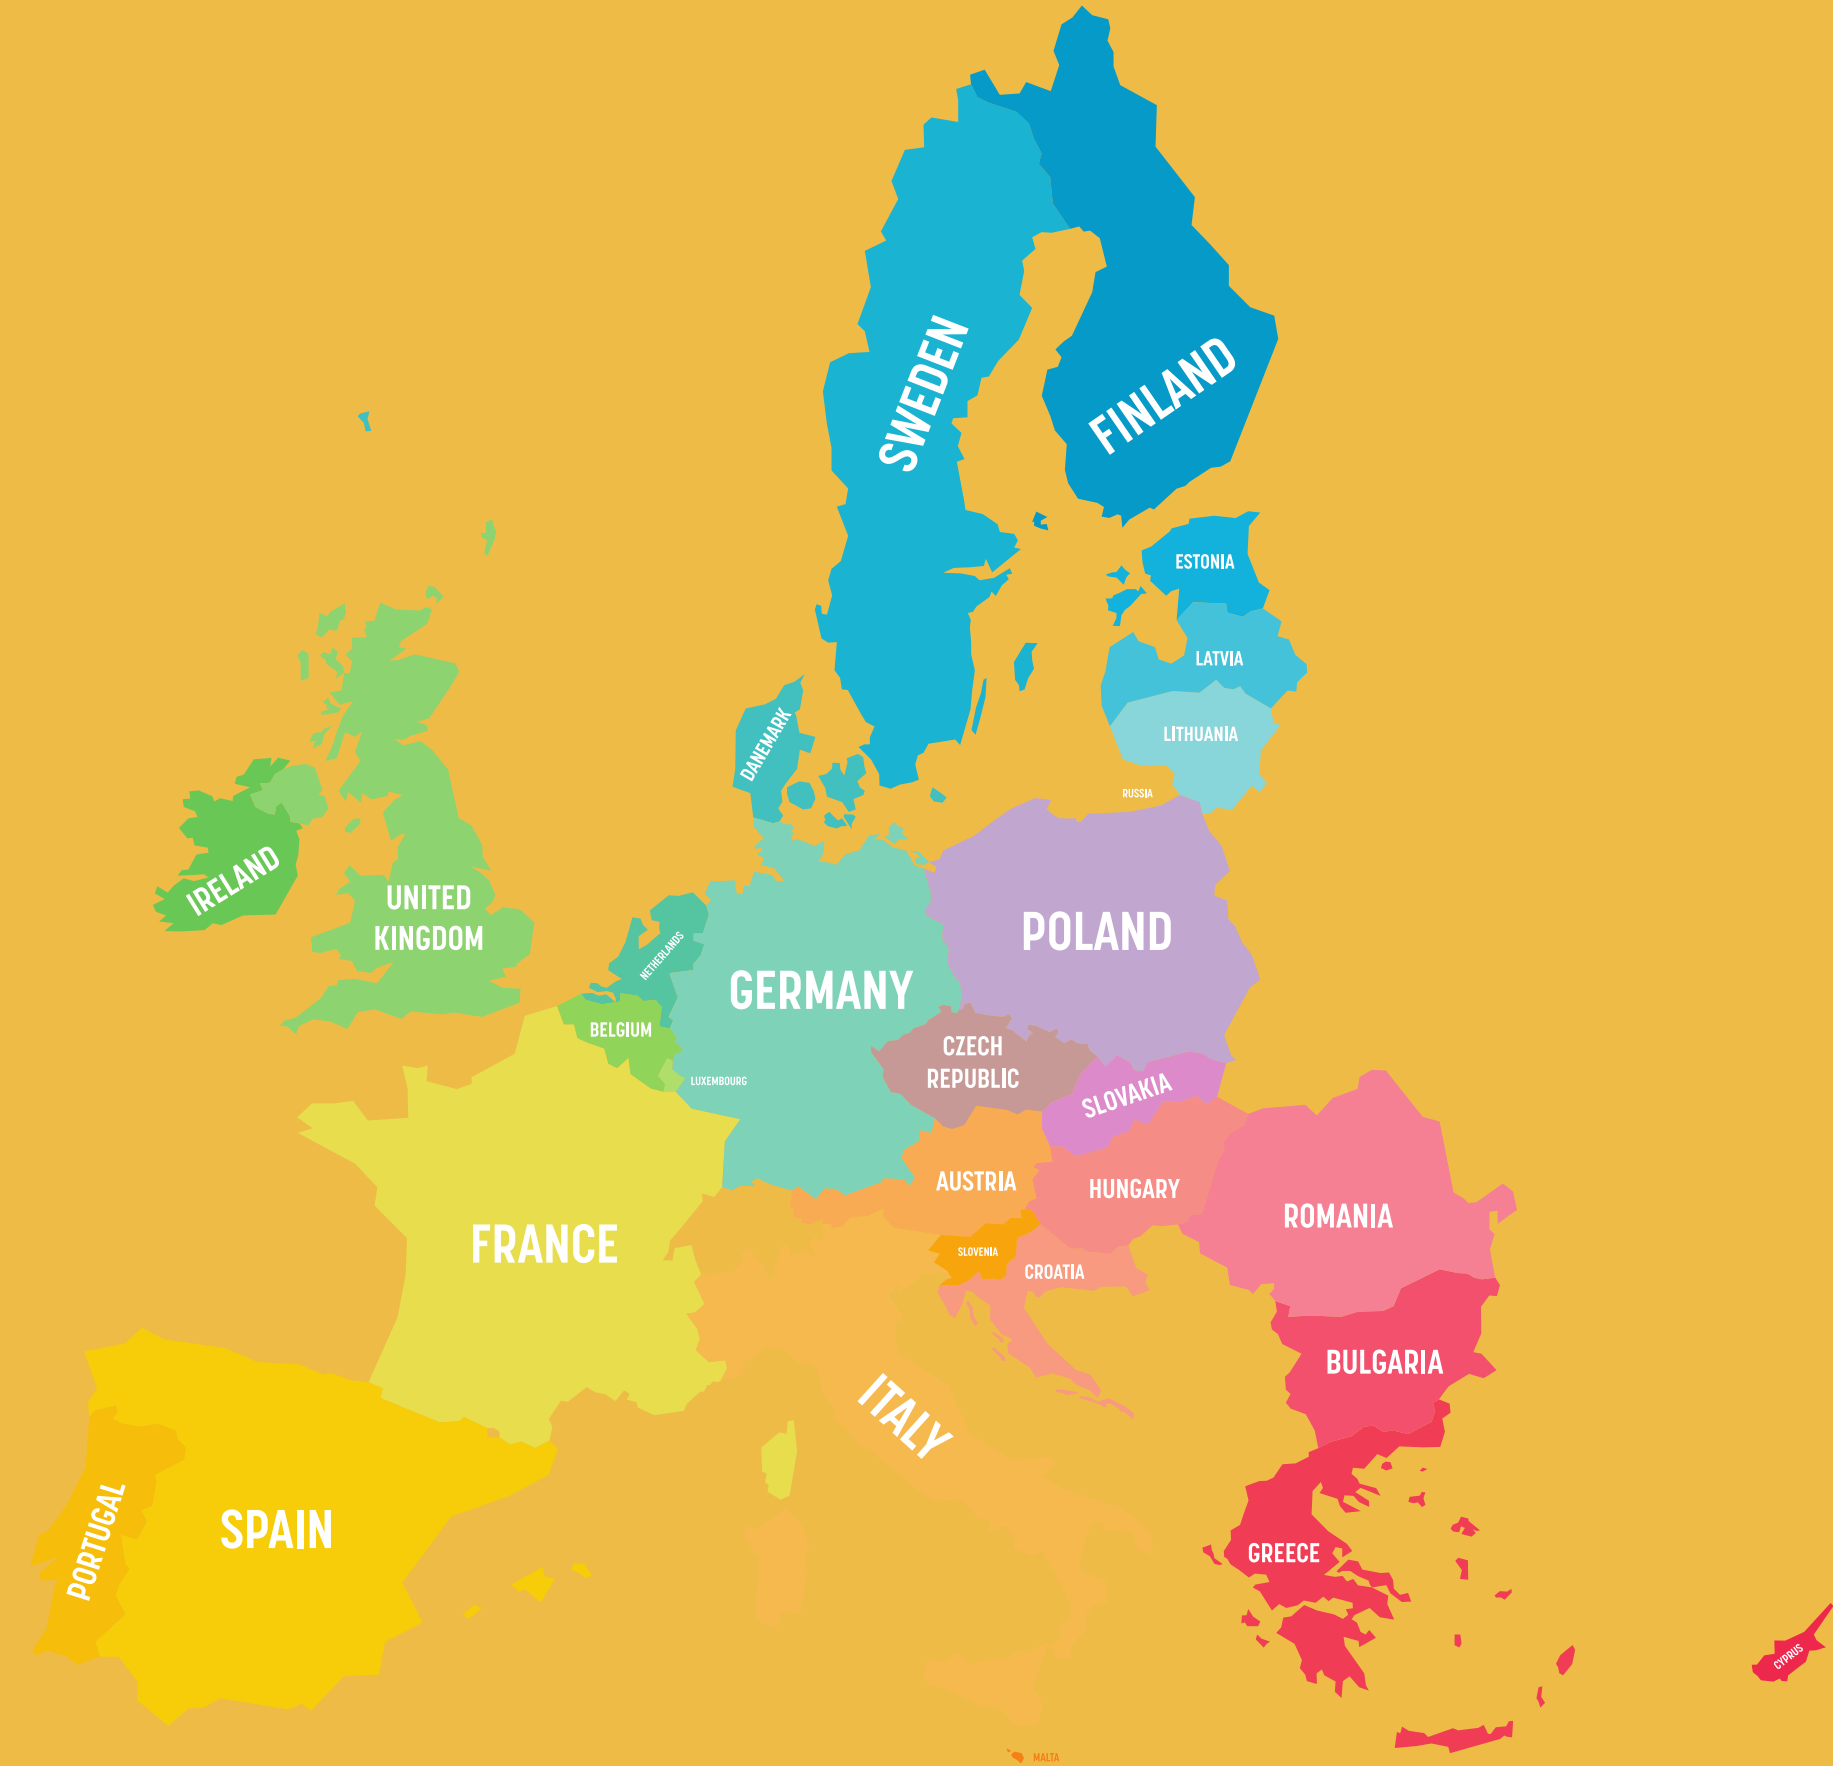 SWEDEN
FINLAND
ESTONIA
LATVIA
LITHUANIA
DANEMARK
RUSSIA
IRELAND
UNITED
KINGDOM
NETHERLANDS
POLAND
GERMANY
BELGIUM
CZECH
REPUBLIC
LUXEMBOURG
SLOVAKIA
AUSTRIA
HUNGARY
ROMANIA
FRANCE
SLOVENIA
CROATIA
BULGARIA
ITALY
PORTUGAL
SPAIN
GREECE
CYPRUS
MALTA